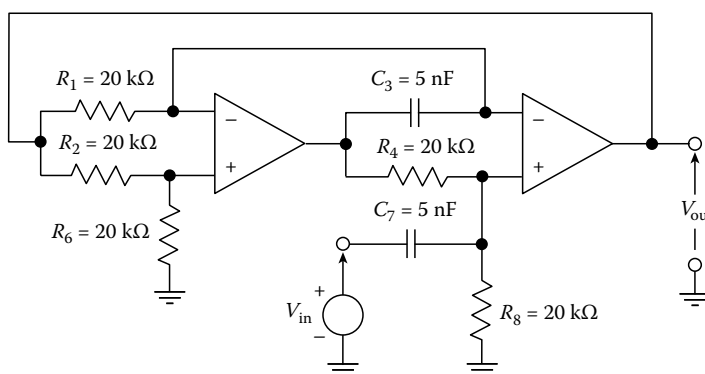 R1 = 20 kΩ
C3 = 5 nF
R2 = 20 kΩ
R4 = 20 kΩ
R6 = 20 kΩ
C7 = 5 nF
R8 = 20 kΩ
Vin
Vou
−
+
−
+
+
−